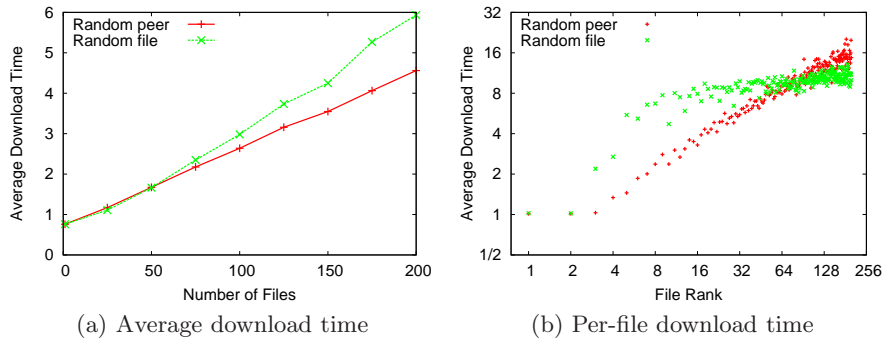 Random peer
Random file
6
5
4
3
2
1
0
Average Download Time
0 50 100 150 200
Number of Files
(a) Average download time
Random peer
Random file
32
16
8
4
2
1
1/2
Average Download Time
1 2 4 8 16 32 64 128 256
File Rank
(b) Per-file download time